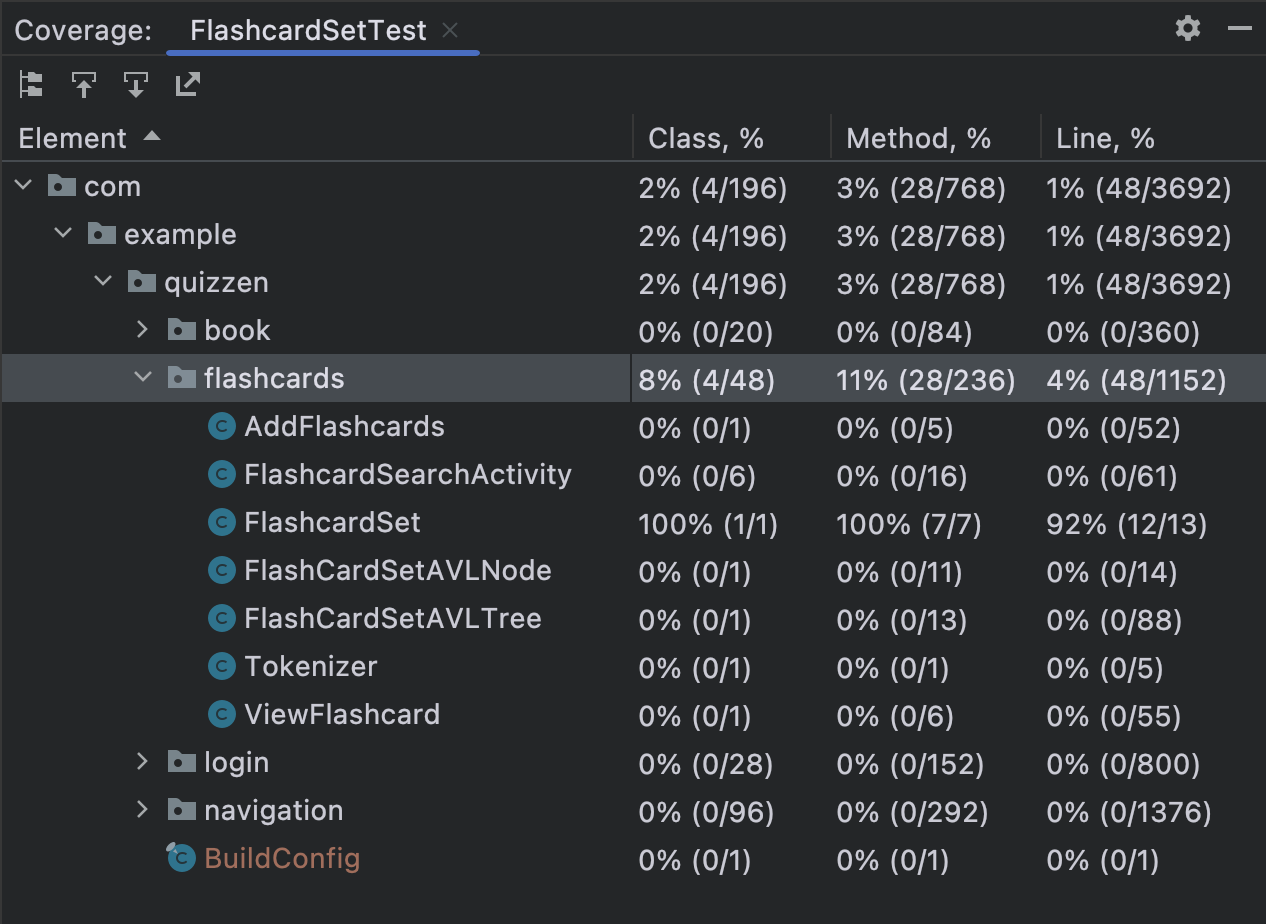 Coverage: FlashcardSetTest
Element Class, % Method, % Line, %
com 2% (4/196) 3% (28/768) 1% (48/3692)
example 2% (4/196) 3% (28/768) 1% (48/3692)
quizzen 2% (4/196) 3% (28/768) 1% (48/3692)
book 0% (0/20) 0% (0/84) 0% (0/360)
flashcards 8% (4/48) 11% (28/236) 4% (48/1152)
C AddFlashcards 0% (0/1) 0% (0/5) 0% (0/52)
C FlashcardSearchActivity 0% (0/6) 0% (0/16) 0% (0/61)
C FlashcardSet 100% (1/1) 100% (7/7) 92% (12/13)
C FlashCardSetAVLNode 0% (0/1) 0% (0/11) 0% (0/14)
C FlashCardSetAVLTree 0% (0/1) 0% (0/13) 0% (0/88)
C Tokenizer 0% (0/1) 0% (0/1) 0% (0/5)
C ViewFlashcard 0% (0/1) 0% (0/6) 0% (0/55)
login 0% (0/28) 0% (0/152) 0% (0/800)
navigation 0% (0/96) 0% (0/292) 0% (0/1376)
C BuildConfig 0% (0/1) 0% (0/1) 0% (0/1)